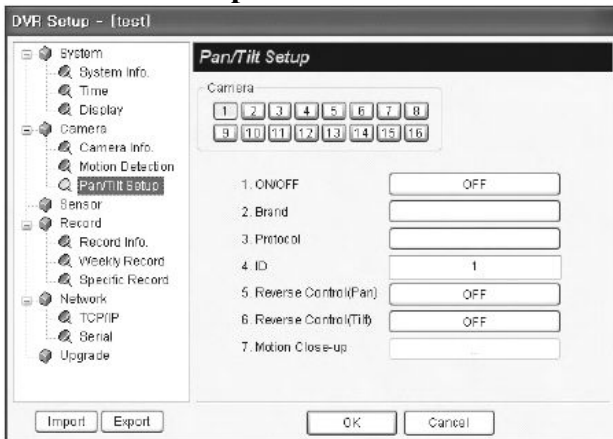 DVR Setup - [test]
System
System Info.
Time
Display
Camera
Camera Info.
Motion Detection
Pan/Tilt Setup
Sensor
Record
Record Info.
Weekly Record
Specific Record
Network
TCP/IP
Serial
Upgrade
Import Export
Pan/Tilt Setup
Camera
1 2 3 4 5 6 7 8
9 10 11 12 13 14 15 16
1. ON/OFF OFF
2. Brand
3. Protocol
4. ID 1
5. Reverse Control(Pan) OFF
6. Reverse Control(Tilt) OFF
7. Motion Close-up ...
OK Cancel